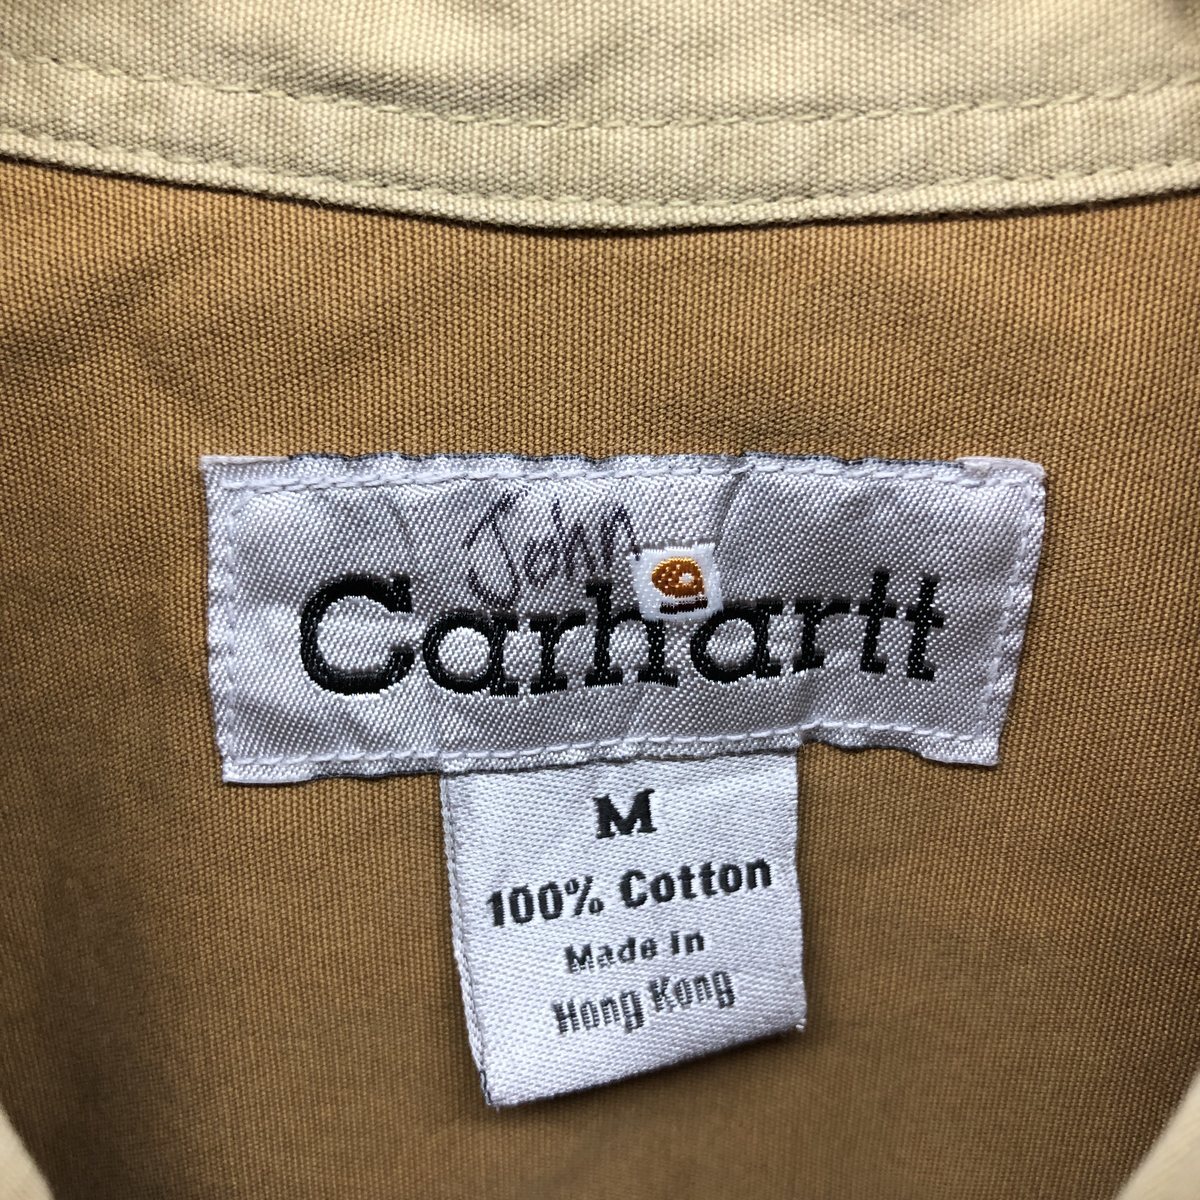 John
Carhartt
M
100% Cotton
Made in
Hong Kong